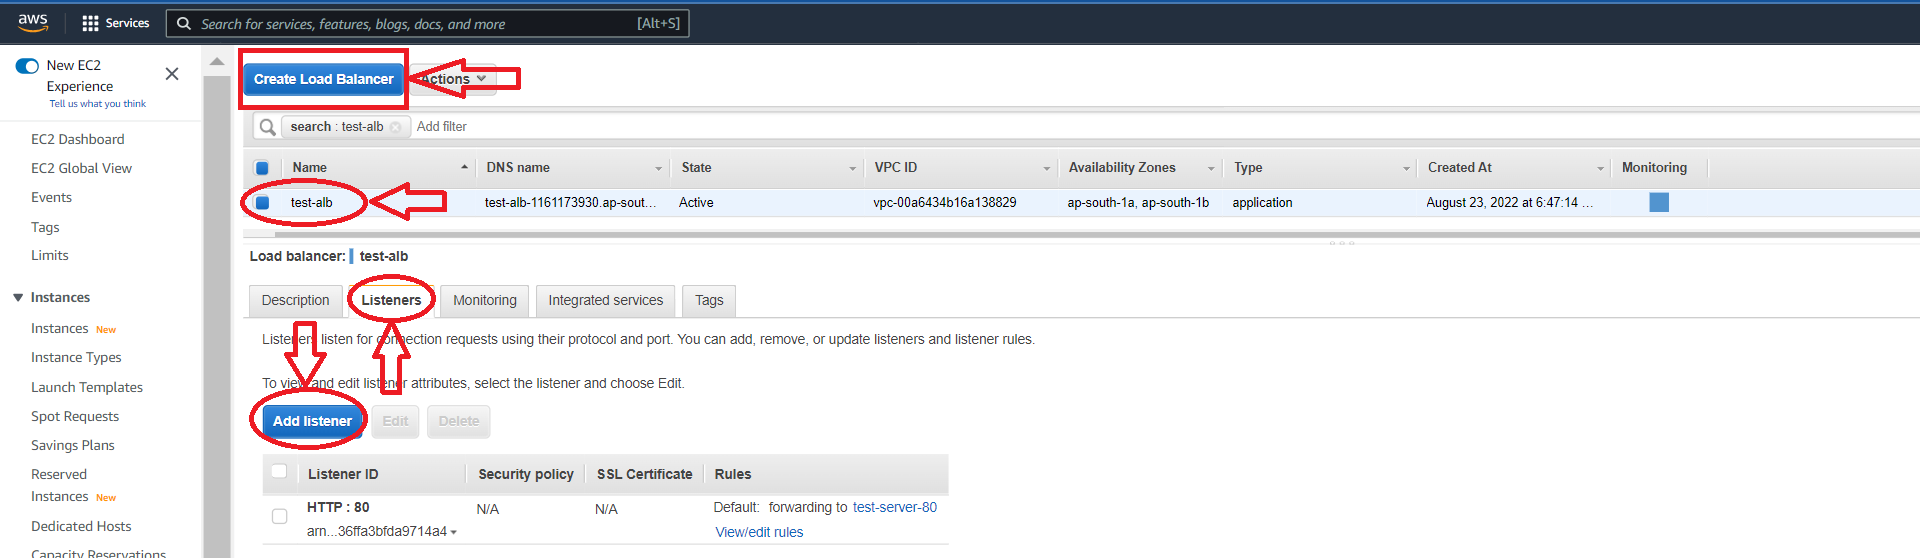 aws
Services
Search for services, features, blogs, docs, and more
[Alt+S]
New EC2
Experience
Tell us what you think
EC2 Dashboard
EC2 Global View
Events
Tags
Limits
Instances
Instances New
Instance Types
Launch Templates
Spot Requests
Savings Plans
Reserved
Instances New
Dedicated Hosts
Capacity Reservations
Create Load Balancer
Actions
search : test-alb
Add filter
Name DNS name State VPC ID Availability Zones Type Created At Monitoring
test-alb test-alb-1161173930.ap-sout... Active vpc-00a6434b16a138829 ap-south-1a, ap-south-1b application August 23, 2022 at 6:47:14 ...
Load balancer: test-alb
Description Listeners Monitoring Integrated services Tags
Listeners listen for connection requests using their protocol and port. You can add, remove, or update listeners and listener rules.
To view and edit listener attributes, select the listener and choose Edit.
Add listener Edit Delete
Listener ID Security policy SSL Certificate Rules
HTTP : 80 N/A N/A Default: forwarding to test-server-80
arn...36ffa3bfda9714a4 View/edit rules